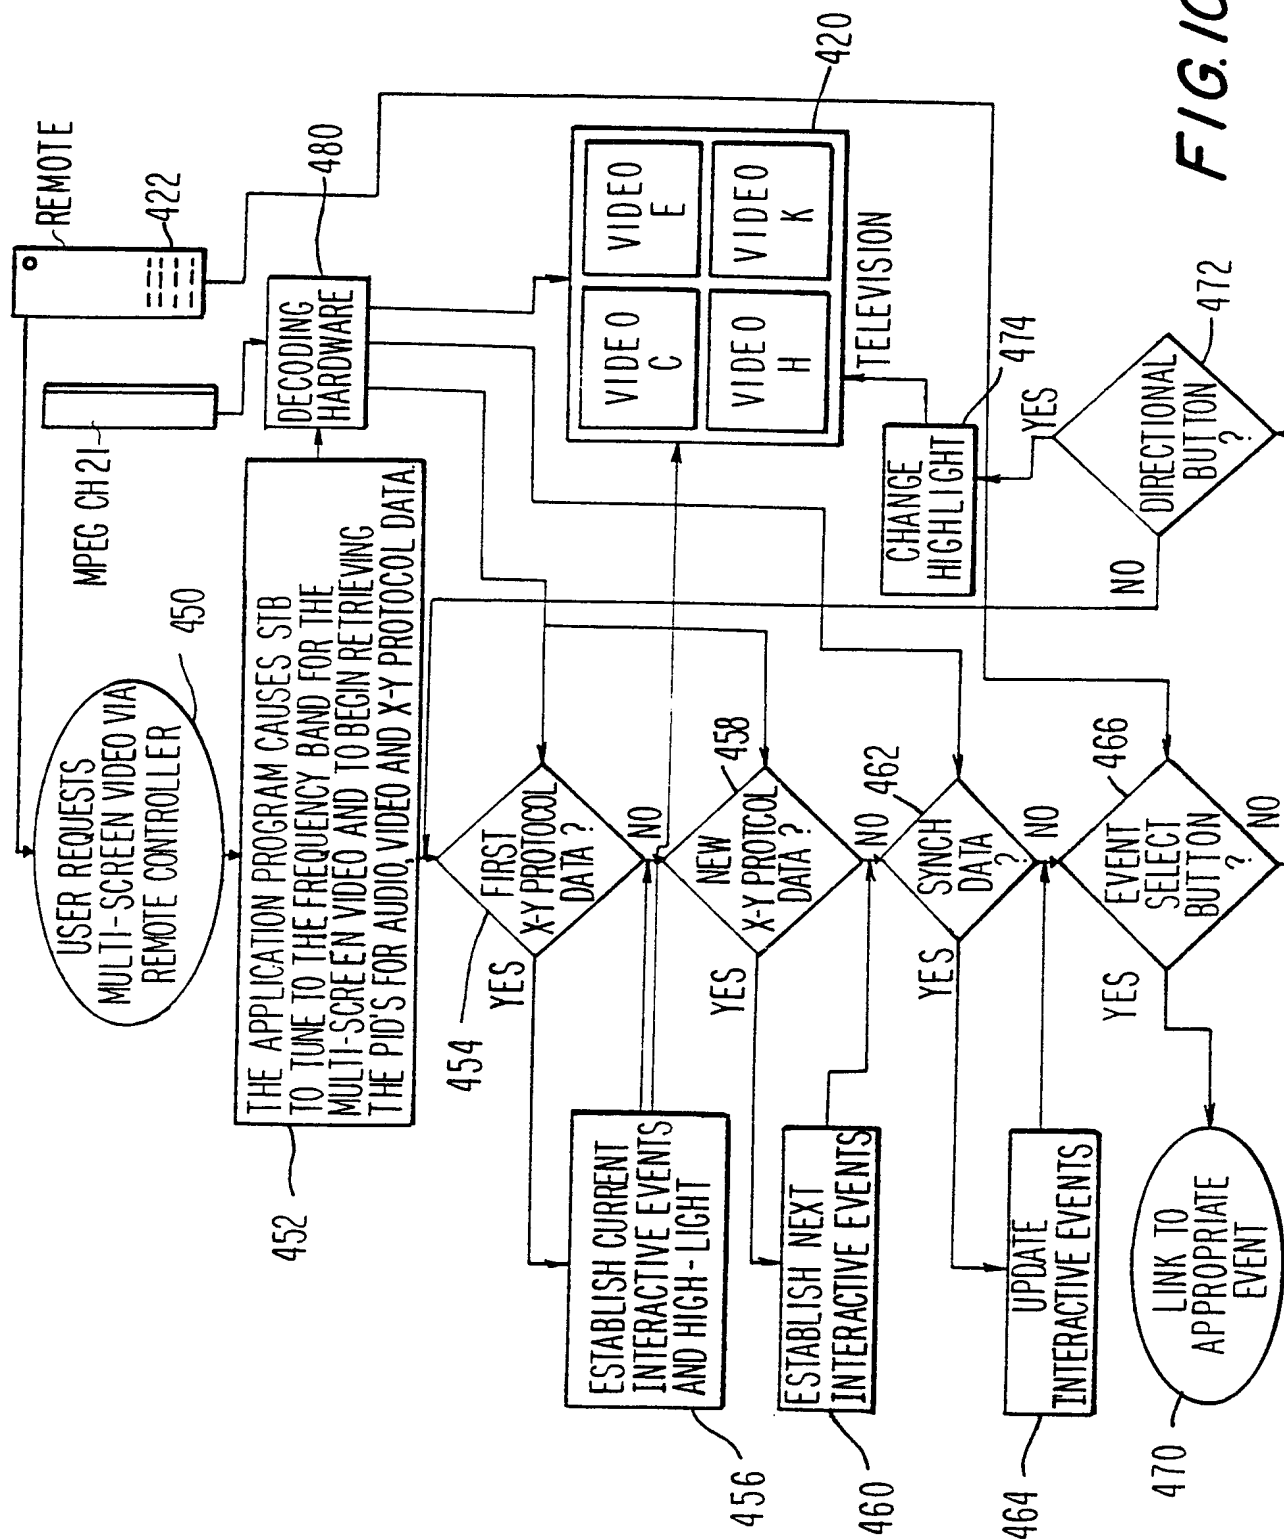 REMOTE
422
MPEG CH 21
480
DECODING
HARDWARE
450
USER REQUESTS
MULTI-SCREEN VIDEO VIA
REMOTE CONTROLLER
452
THE APPLICATION PROGRAM CAUSES STB
TO TUNE TO THE FREQUENCY BAND FOR THE
MULTI-SCREEN VIDEO AND TO BEGIN RETRIEVING
THE PID'S FOR AUDIO, VIDEO AND X-Y PROTOCOL DATA.
420
VIDEO
C
VIDEO
E
VIDEO
H
VIDEO
K
TELEVISION
454
FIRST
X-Y PROTOCOL
DATA ?
YES
NO
456
ESTABLISH CURRENT
INTERACTIVE EVENTS
AND HIGH-LIGHT
458
NEW
X-Y PROTCOL
DATA ?
YES
NO
460
ESTABLISH NEXT
INTERACTIVE EVENTS
462
SYNCH
DATA
?
YES
NO
464
UPDATE
INTERACTIVE EVENTS
466
EVENT
SELECT
BUTTON
?
YES
NO
470
LINK TO
APPROPRIATE
EVENT
472
DIRECTIONAL
BUTTON
?
YES
NO
474
CHANGE
HIGHLIGHT
FIG. 10